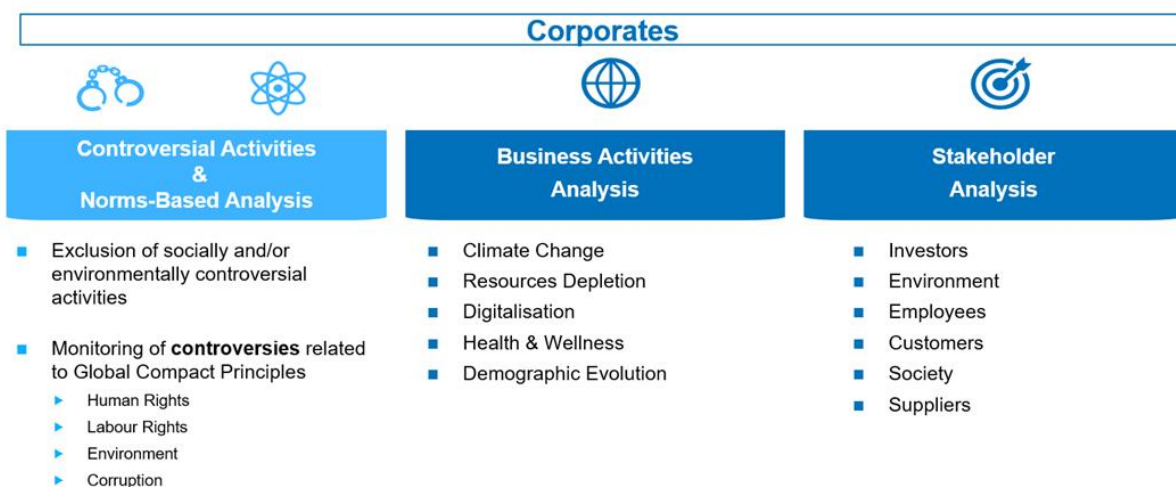 Corporates
Controversial Activities
&
Norms-Based Analysis
Exclusion of socially and/or
environmentally controversial
activities
Monitoring of controversies related
to Global Compact Principles
Human Rights
Labour Rights
Environment
Corruption
Business Activities
Analysis
Climate Change
Resources Depletion
Digitalisation
Health & Wellness
Demographic Evolution
Stakeholder
Analysis
Investors
Environment
Employees
Customers
Society
Suppliers